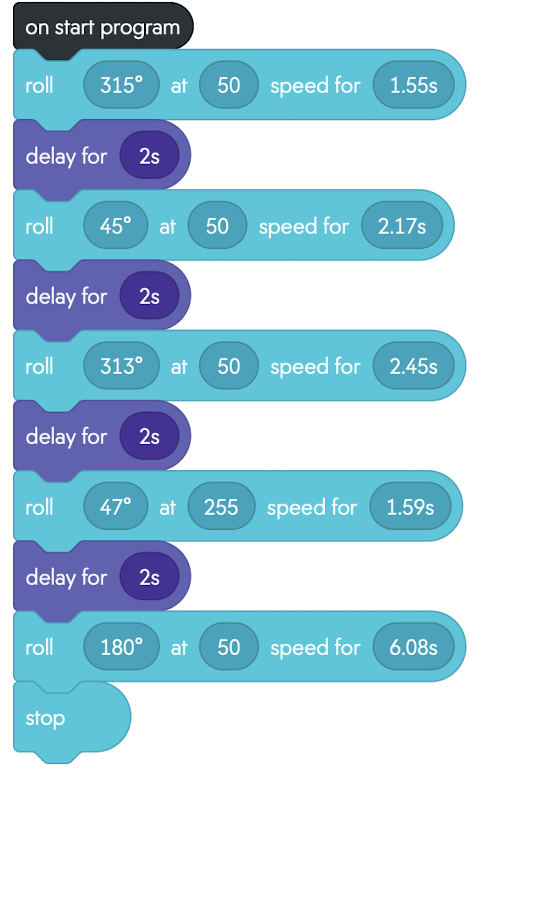 on start program
roll 315° at 50 speed for 1.55s
delay for 2s
roll 45° at 50 speed for 2.17s
delay for 2s
roll 313° at 50 speed for 2.45s
delay for 2s
roll 47° at 255 speed for 1.59s
delay for 2s
roll 180° at 50 speed for 6.08s
stop